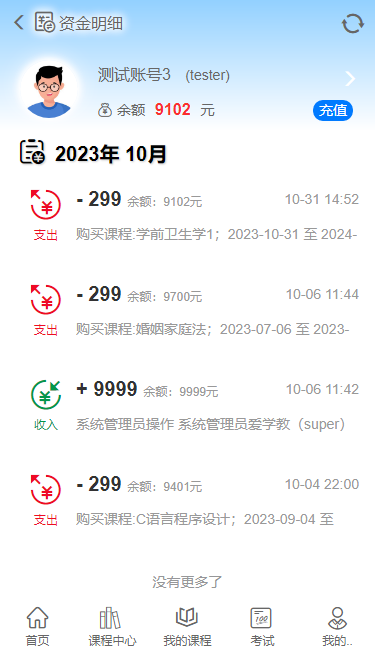 资金明细
测试账号3 (tester)
余额 9102 元
充值
2023年 10月
- 299 余额：9102元 10-31 14:52
支出 购买课程:学前卫生学1；2023-10-31 至 2024-
- 299 余额：9700元 10-06 11:44
支出 购买课程:婚姻家庭法；2023-07-06 至 2023-
+ 9999 余额：9999元 10-06 11:42
收入 系统管理员操作 系统管理员爱学教（super）
- 299 余额：9401元 10-04 22:00
支出 购买课程:C语言程序设计；2023-09-04 至
没有更多了
首页 课程中心 我的课程 考试 我的..